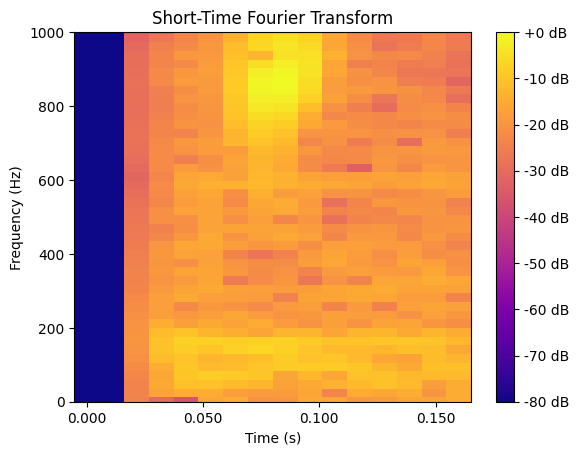 Short-Time Fourier Transform
1000
800
600
400
200
0
Frequency (Hz)
0.000
0.050
0.100
0.150
Time (s)
+0 dB
-10 dB
-20 dB
-30 dB
-40 dB
-50 dB
-60 dB
-70 dB
-80 dB